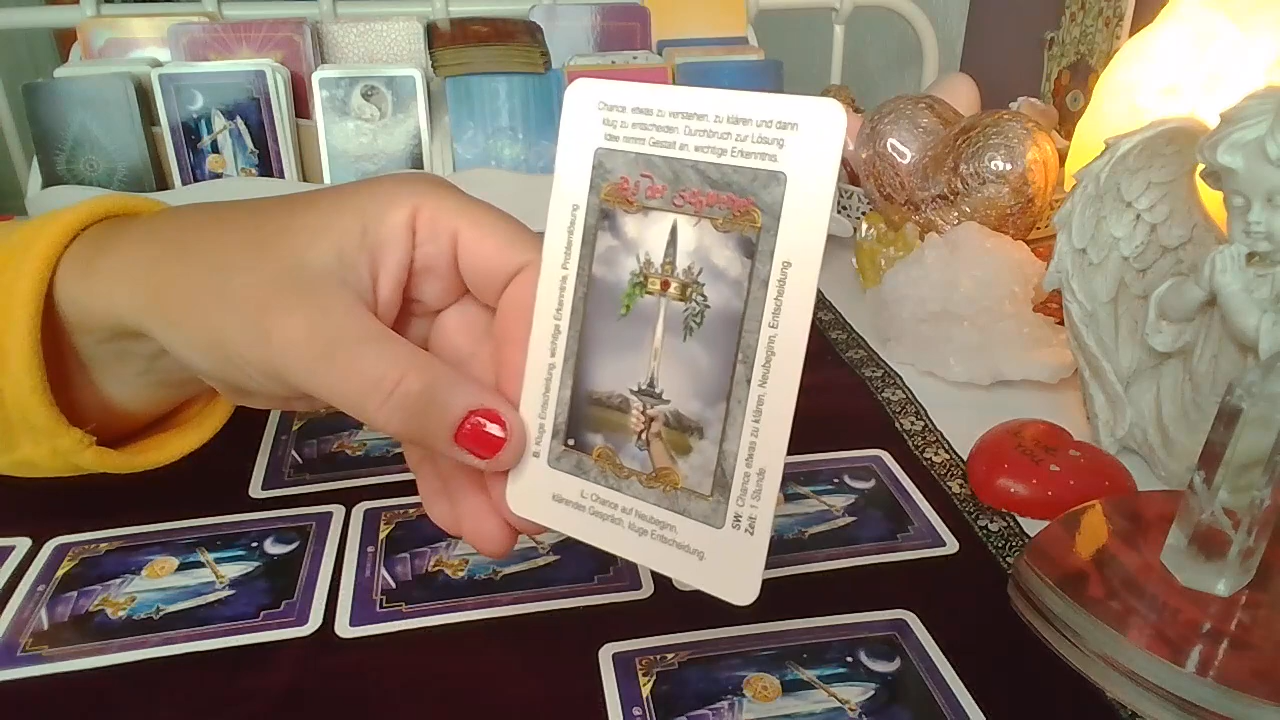 Chance, etwas zu verstehen, zu klären und dann
klug zu entscheiden. Durchbruch zur Lösung.
Idee nimmt Gestalt an, wichtige Erkenntnis.
As der Schwerter
B: Kluge Entscheidung, wichtige Erkenntnis, Problemlösung
SW: Chance etwas zu klären, Neubeginn, Entscheidung.
Zeit: 1 Stunde.
L: Chance auf Neubeginn,
klärendes Gespräch, kluge Entscheidung.
YOU